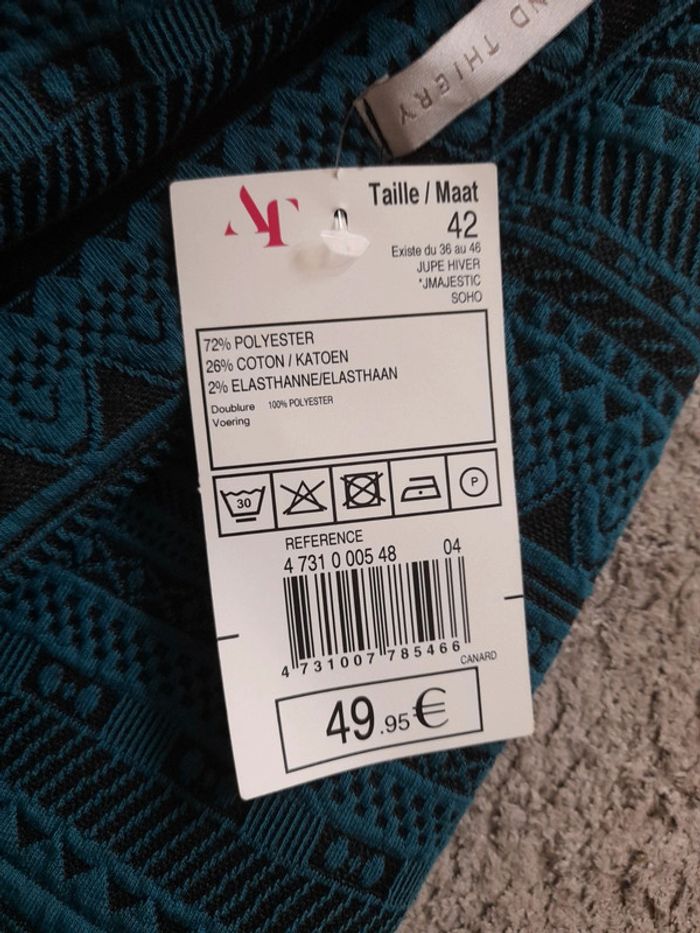 ND THIERY
AT
Taille / Maat
42
Existe du 36 au 46
JUPE HIVER
*JMAJESTIC
SOHO
72% POLYESTER
26% COTON / KATOEN
2% ELASTHANNE/ELASTHAAN
Doublure 100% POLYESTER
Voering
30
P
REFERENCE
4 731 0 005 48 04
4 731007 785466
CANARD
49.95€